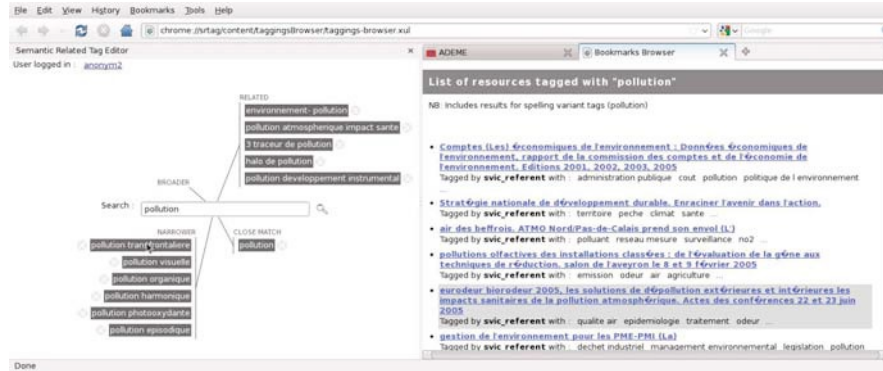 File Edit View History Bookmarks Tools Help
chrome://srtag/content/taggingsBrowser/taggings-browser.xul
Google
Semantic Related Tag Editor
User logged in : anonym2
RELATED
environnement- pollution
pollution atmospherique impact sante
3 traceur de pollution
halo de pollution
pollution developpement instrumental
BROADER
Search : pollution
NARROWER
pollution transfrontaliere
pollution visuelle
pollution organique
pollution harmonique
pollution photooxydante
pollution episodique
CLOSE MATCH
pollution
ADEME
Bookmarks Browser
List of resources tagged with "pollution"
NB: Includes results for spelling variant tags (pollution)
Comptes (Les) �conomiques de l'environnement : Donn�es �conomiques de
l'environnement, rapport de la commission des comptes et de l'�conomie de
l'environnement. Editions 2001, 2002, 2003, 2005
Tagged by svic_referent with : administration publique cout pollution politique de l environnement
...
Strat�gie nationale de d�veloppement durable. Enraciner l'avenir dans l'action.
Tagged by svic_referent with : territoire peche climat sante ...
air des beffrois. ATMO Nord/Pas-de-Calais prend son envol (L')
Tagged by svic_referent with : polluant reseau mesure surveillance no2 ...
pollutions olfactives des installations class�es : de l'�valuation de la g�ne aux
techniques de r�duction. salon de l'aveyron le 8 et 9 f�vrier 2005
Tagged by svic_referent with : emission odeur air agriculture ...
eurodeur biorodeur 2005, les solutions de d�pollution ext�rieures et int�rieures les
impacts sanitaires de la pollution atmosph�rique. Actes des conf�rences 22 et 23 juin
2005
Tagged by svic_referent with : qualite air epidemiologie traitement odeur ...
gestion de l'environnement pour les PME-PMI (La)
Tagged by svic_referent with : dechet industriel management environnemental legislation pollution
Done